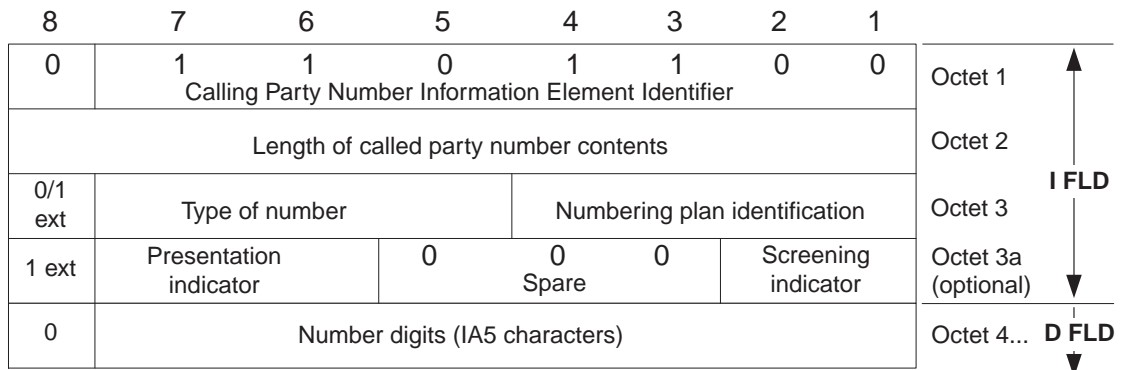 8 7 6 5 4 3 2 1
0 1 1 0 1 1 0 0 Octet 1
Calling Party Number Information Element Identifier
Length of called party number contents Octet 2
I FLD
0/1 ext Type of number Numbering plan identification Octet 3
1 ext Presentation indicator 0 0 0 Spare Screening indicator Octet 3a (optional)
0 Number digits (IA5 characters) Octet 4... D FLD